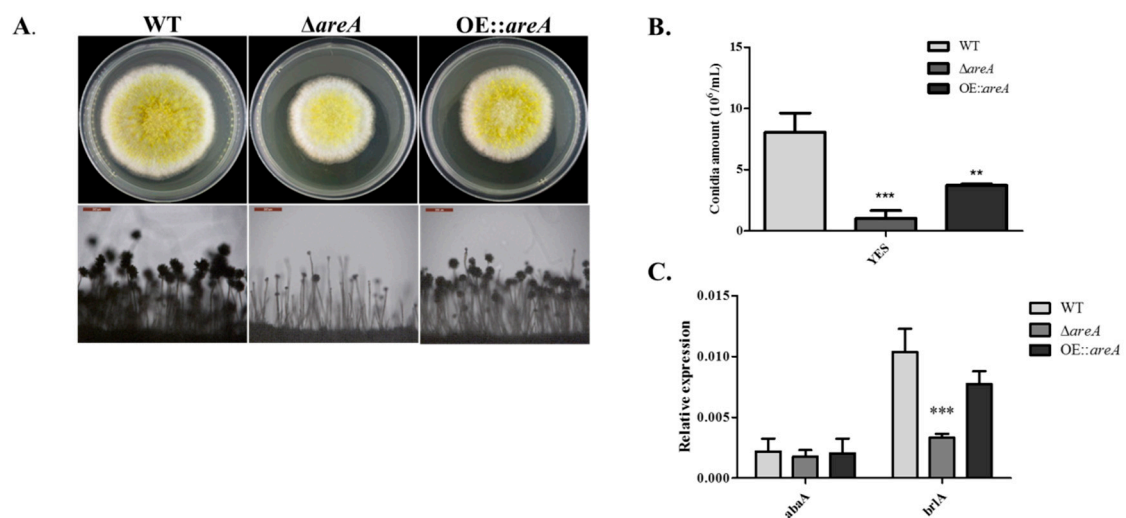 A.
WT
ΔareA
OE::areA
B.
Conidia amount (10⁶/mL)
15
10
5
0
***
**
YES
WT
ΔareA
OE::areA
C.
Relative expression
0.015
0.010
0.005
0.000
***
abaA
brlA
WT
ΔareA
OE::areA